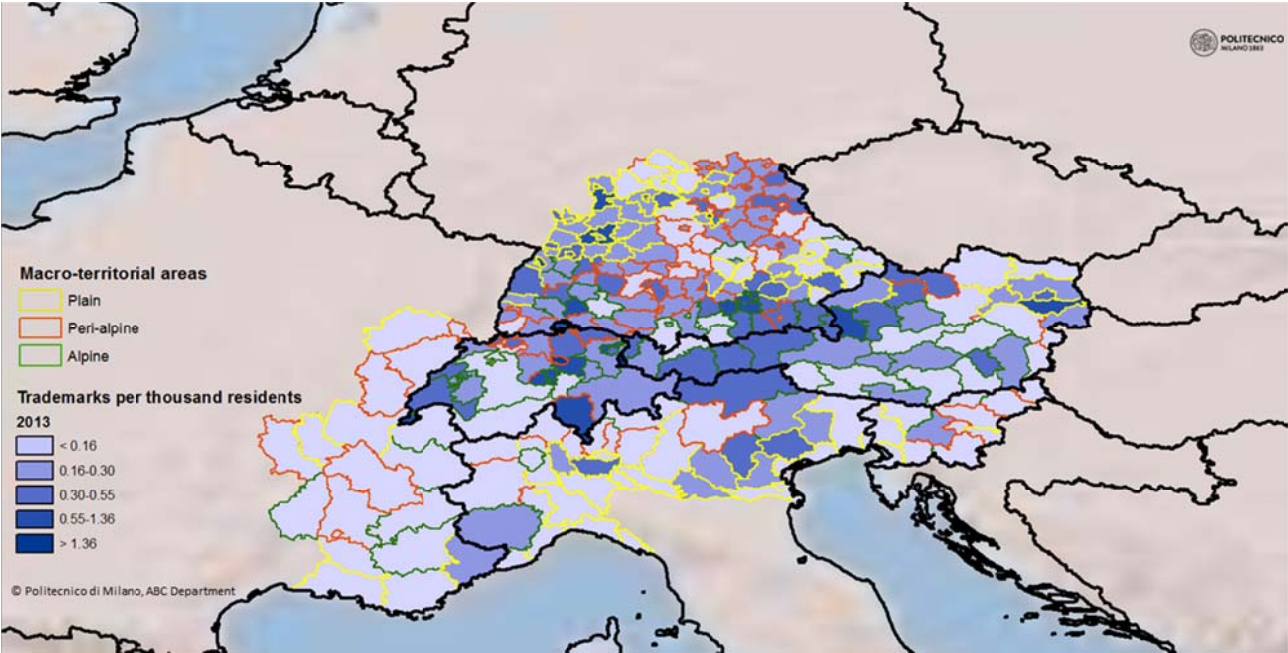 POLITECNICO
MILANO 1863
Macro-territorial areas
Plain
Peri-alpine
Alpine
Trademarks per thousand residents
2013
< 0.16
0.16-0.30
0.30-0.55
0.55-1.36
> 1.36
© Politecnico di Milano, ABC Department